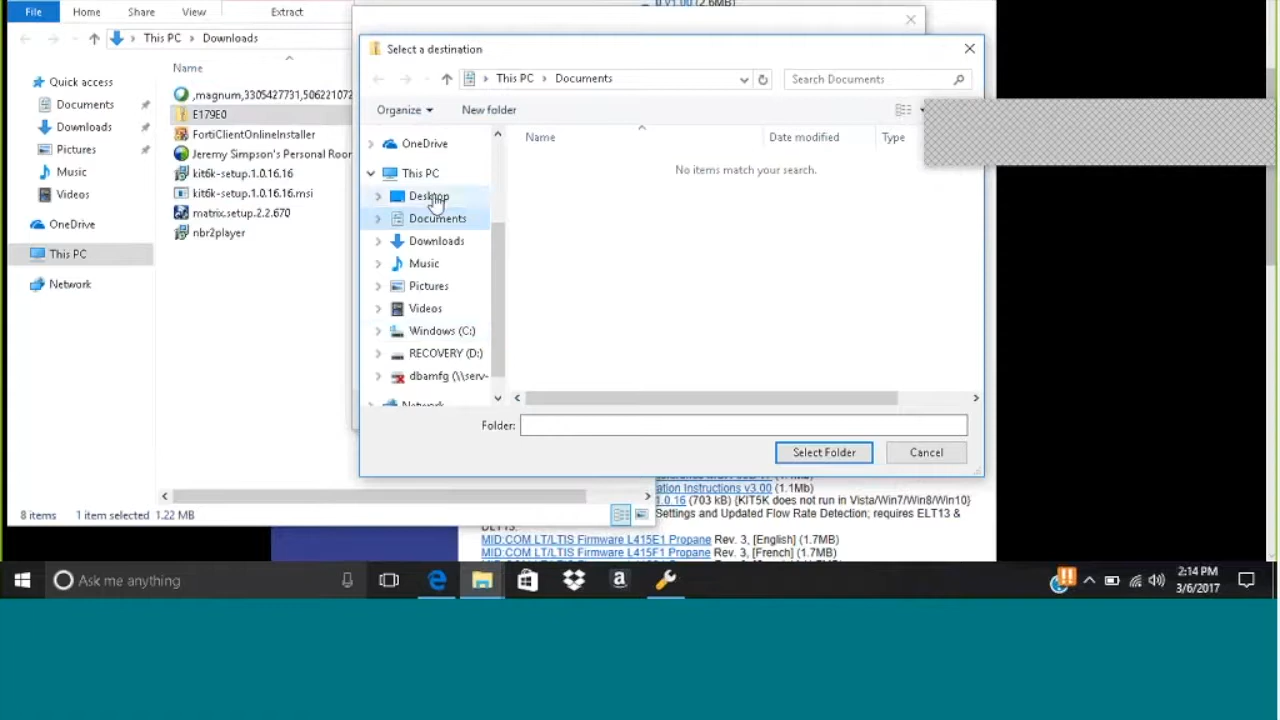 0 v1.00 (2.6MB)
File Home Share View Extract
This PC Downloads
Name
Quick access
Documents
Downloads
Pictures
Music
Videos
OneDrive
This PC
Network
,magnum,3305427731,506221072
E179E0
FortiClientOnlineInstaller
Jeremy Simpson's Personal Room
kit6k-setup.1.0.16.16
kit6k-setup.1.0.16.16.msi
matrix.setup.2.2.670
nbr2player
8 items 1 item selected 1.22 MB
Select a destination
This PC Documents
Search Documents
Organize New folder
OneDrive
This PC
Desktop
Documents
Downloads
Music
Pictures
Videos
Windows (C:)
RECOVERY (D:)
dbamfg (\\serv-
Network
Name Date modified Type
No items match your search.
Folder:
Select Folder Cancel
ation Instructions v3.00 (1.1Mb)
1.0.16 (703 kB) {KIT5K does not run in Vista/Win7/Win8/Win10}
Settings and Updated Flow Rate Detection; requires ELT13 &
DLT13.
MID:COM LT/LTIS Firmware L415E1 Propane Rev. 3, [English] (1.7MB)
MID:COM LT/LTIS Firmware L415F1 Propane Rev. 3, [French] (1.7MB)
Ask me anything
2:14 PM
3/6/2017